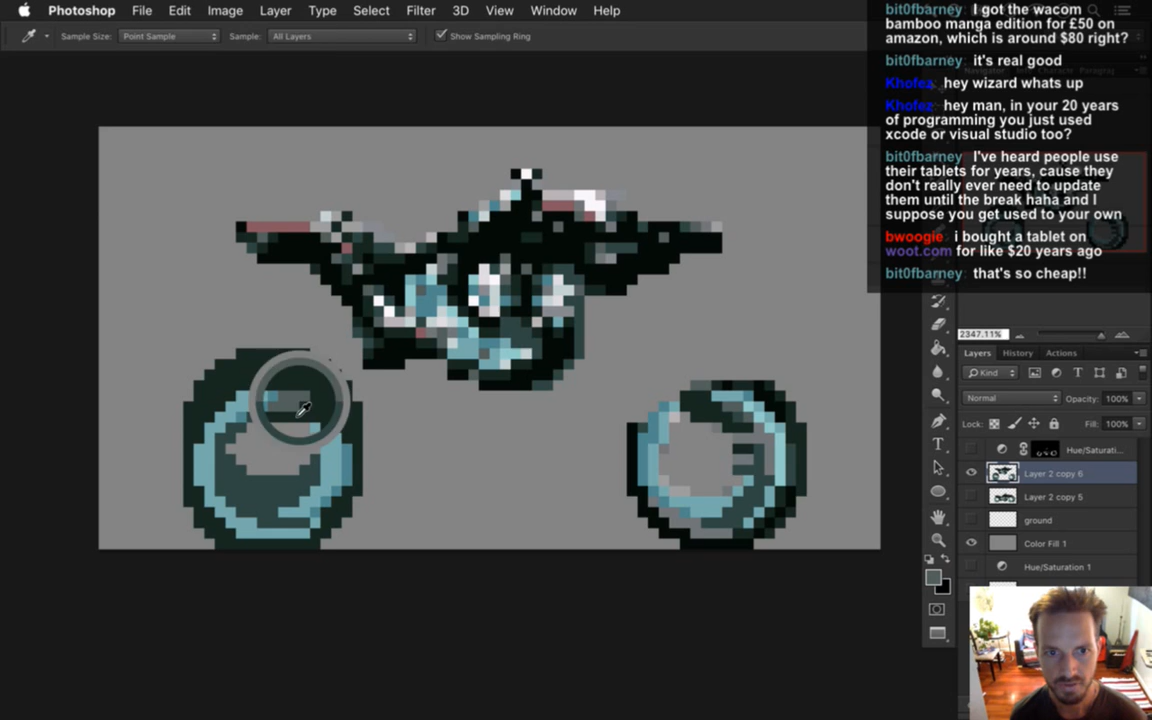 Photoshop File Edit Image Layer Type Select Filter 3D View Window Help
Sample Size: Point Sample Sample: All Layers Show Sampling Ring
bit0fbarney I got the wacom
bamboo manga edition for £50 on
amazon, which is around $80 right?
bit0fbarney it's real good
Khofez hey wizard whats up
Khofez hey man, in your 20 years
of programming you just used
xcode or visual studio too?
bit0fbarney I've heard people use
their tablets for years, cause they
don't really ever need to update
them until the break haha and I
suppose you get used to your own
bwoogie i bought a tablet on
woot.com for like $20 years ago
bit0fbarney that's so cheap!!
2347.11%
Layers History Actions
Kind
Normal Opacity: 100%
Lock: Fill: 100%
Hue/Saturati...
Layer 2 copy 6
Layer 2 copy 5
ground
Color Fill 1
Hue/Saturation 1